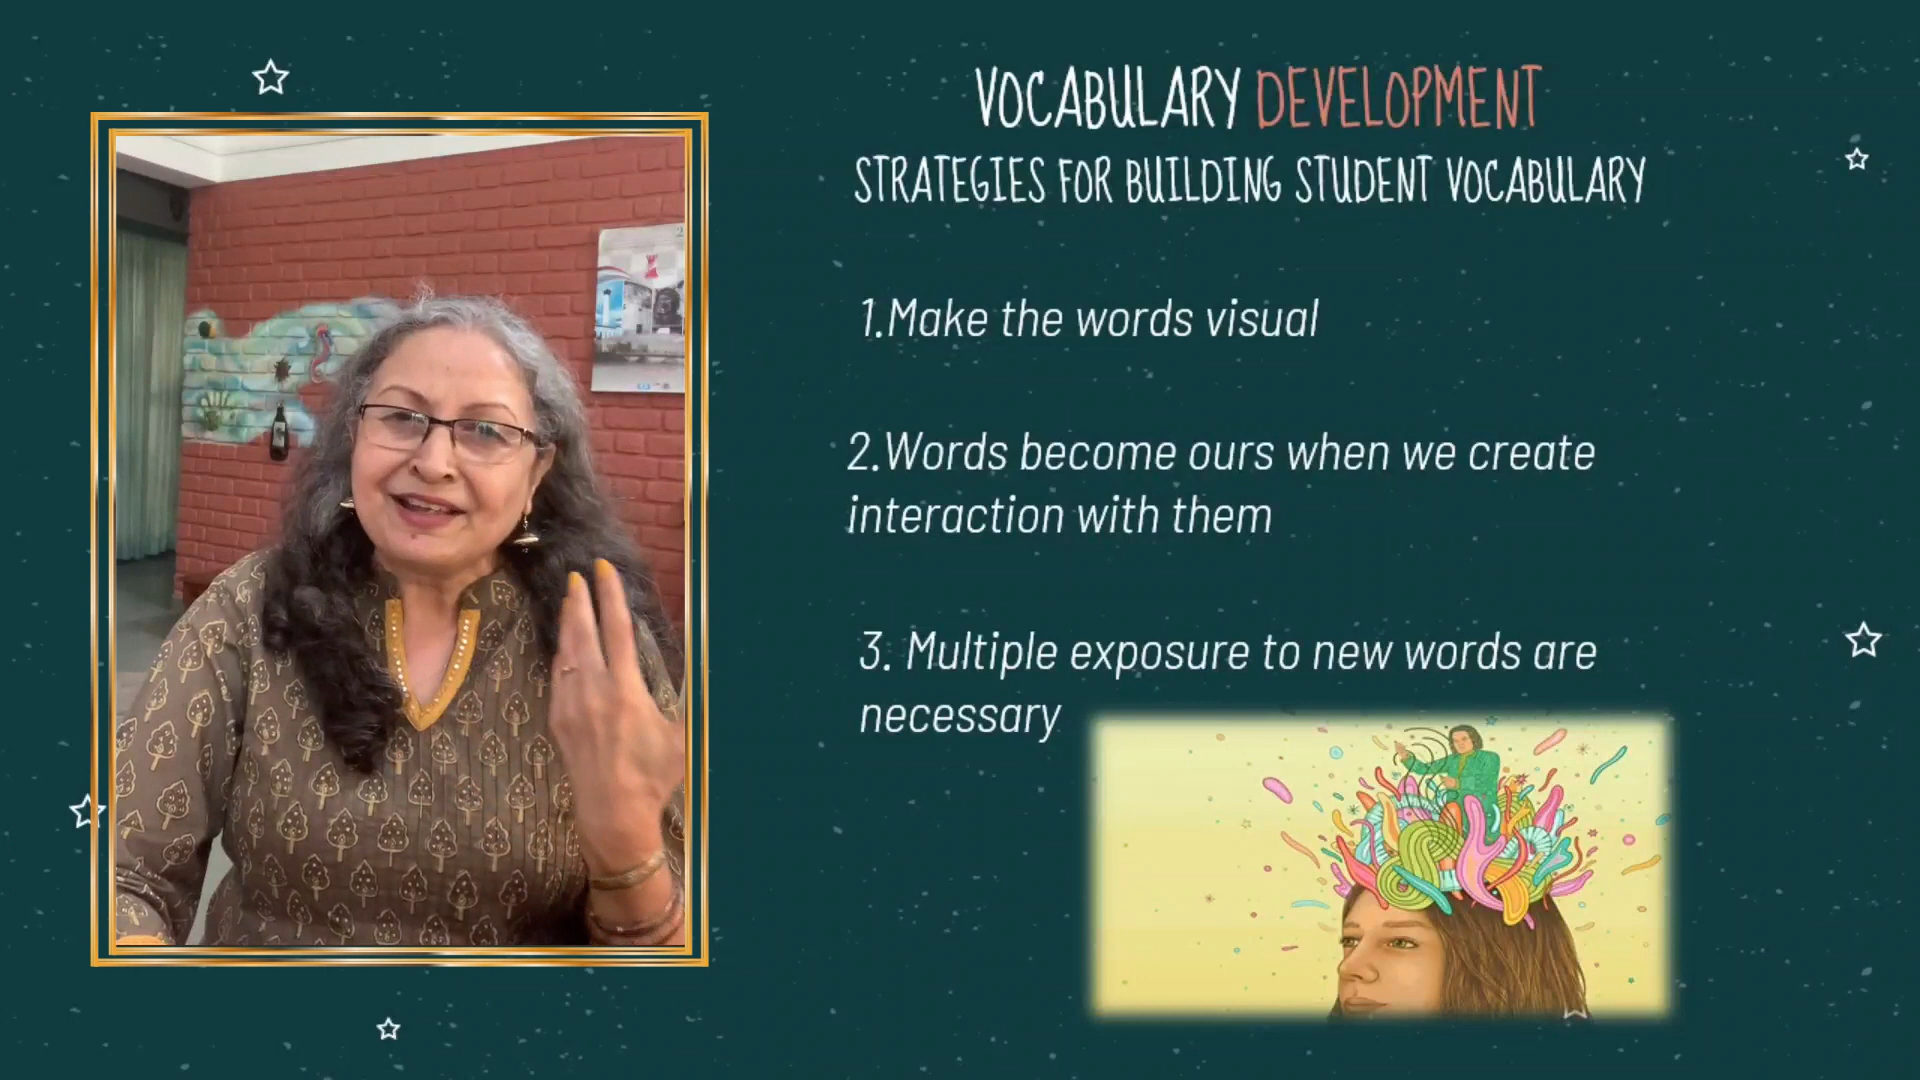 VOCABULARY DEVELOPMENT
STRATEGIES FOR BUILDING STUDENT VOCABULARY
1.Make the words visual
2.Words become ours when we create
interaction with them
3. Multiple exposure to new words are
necessary